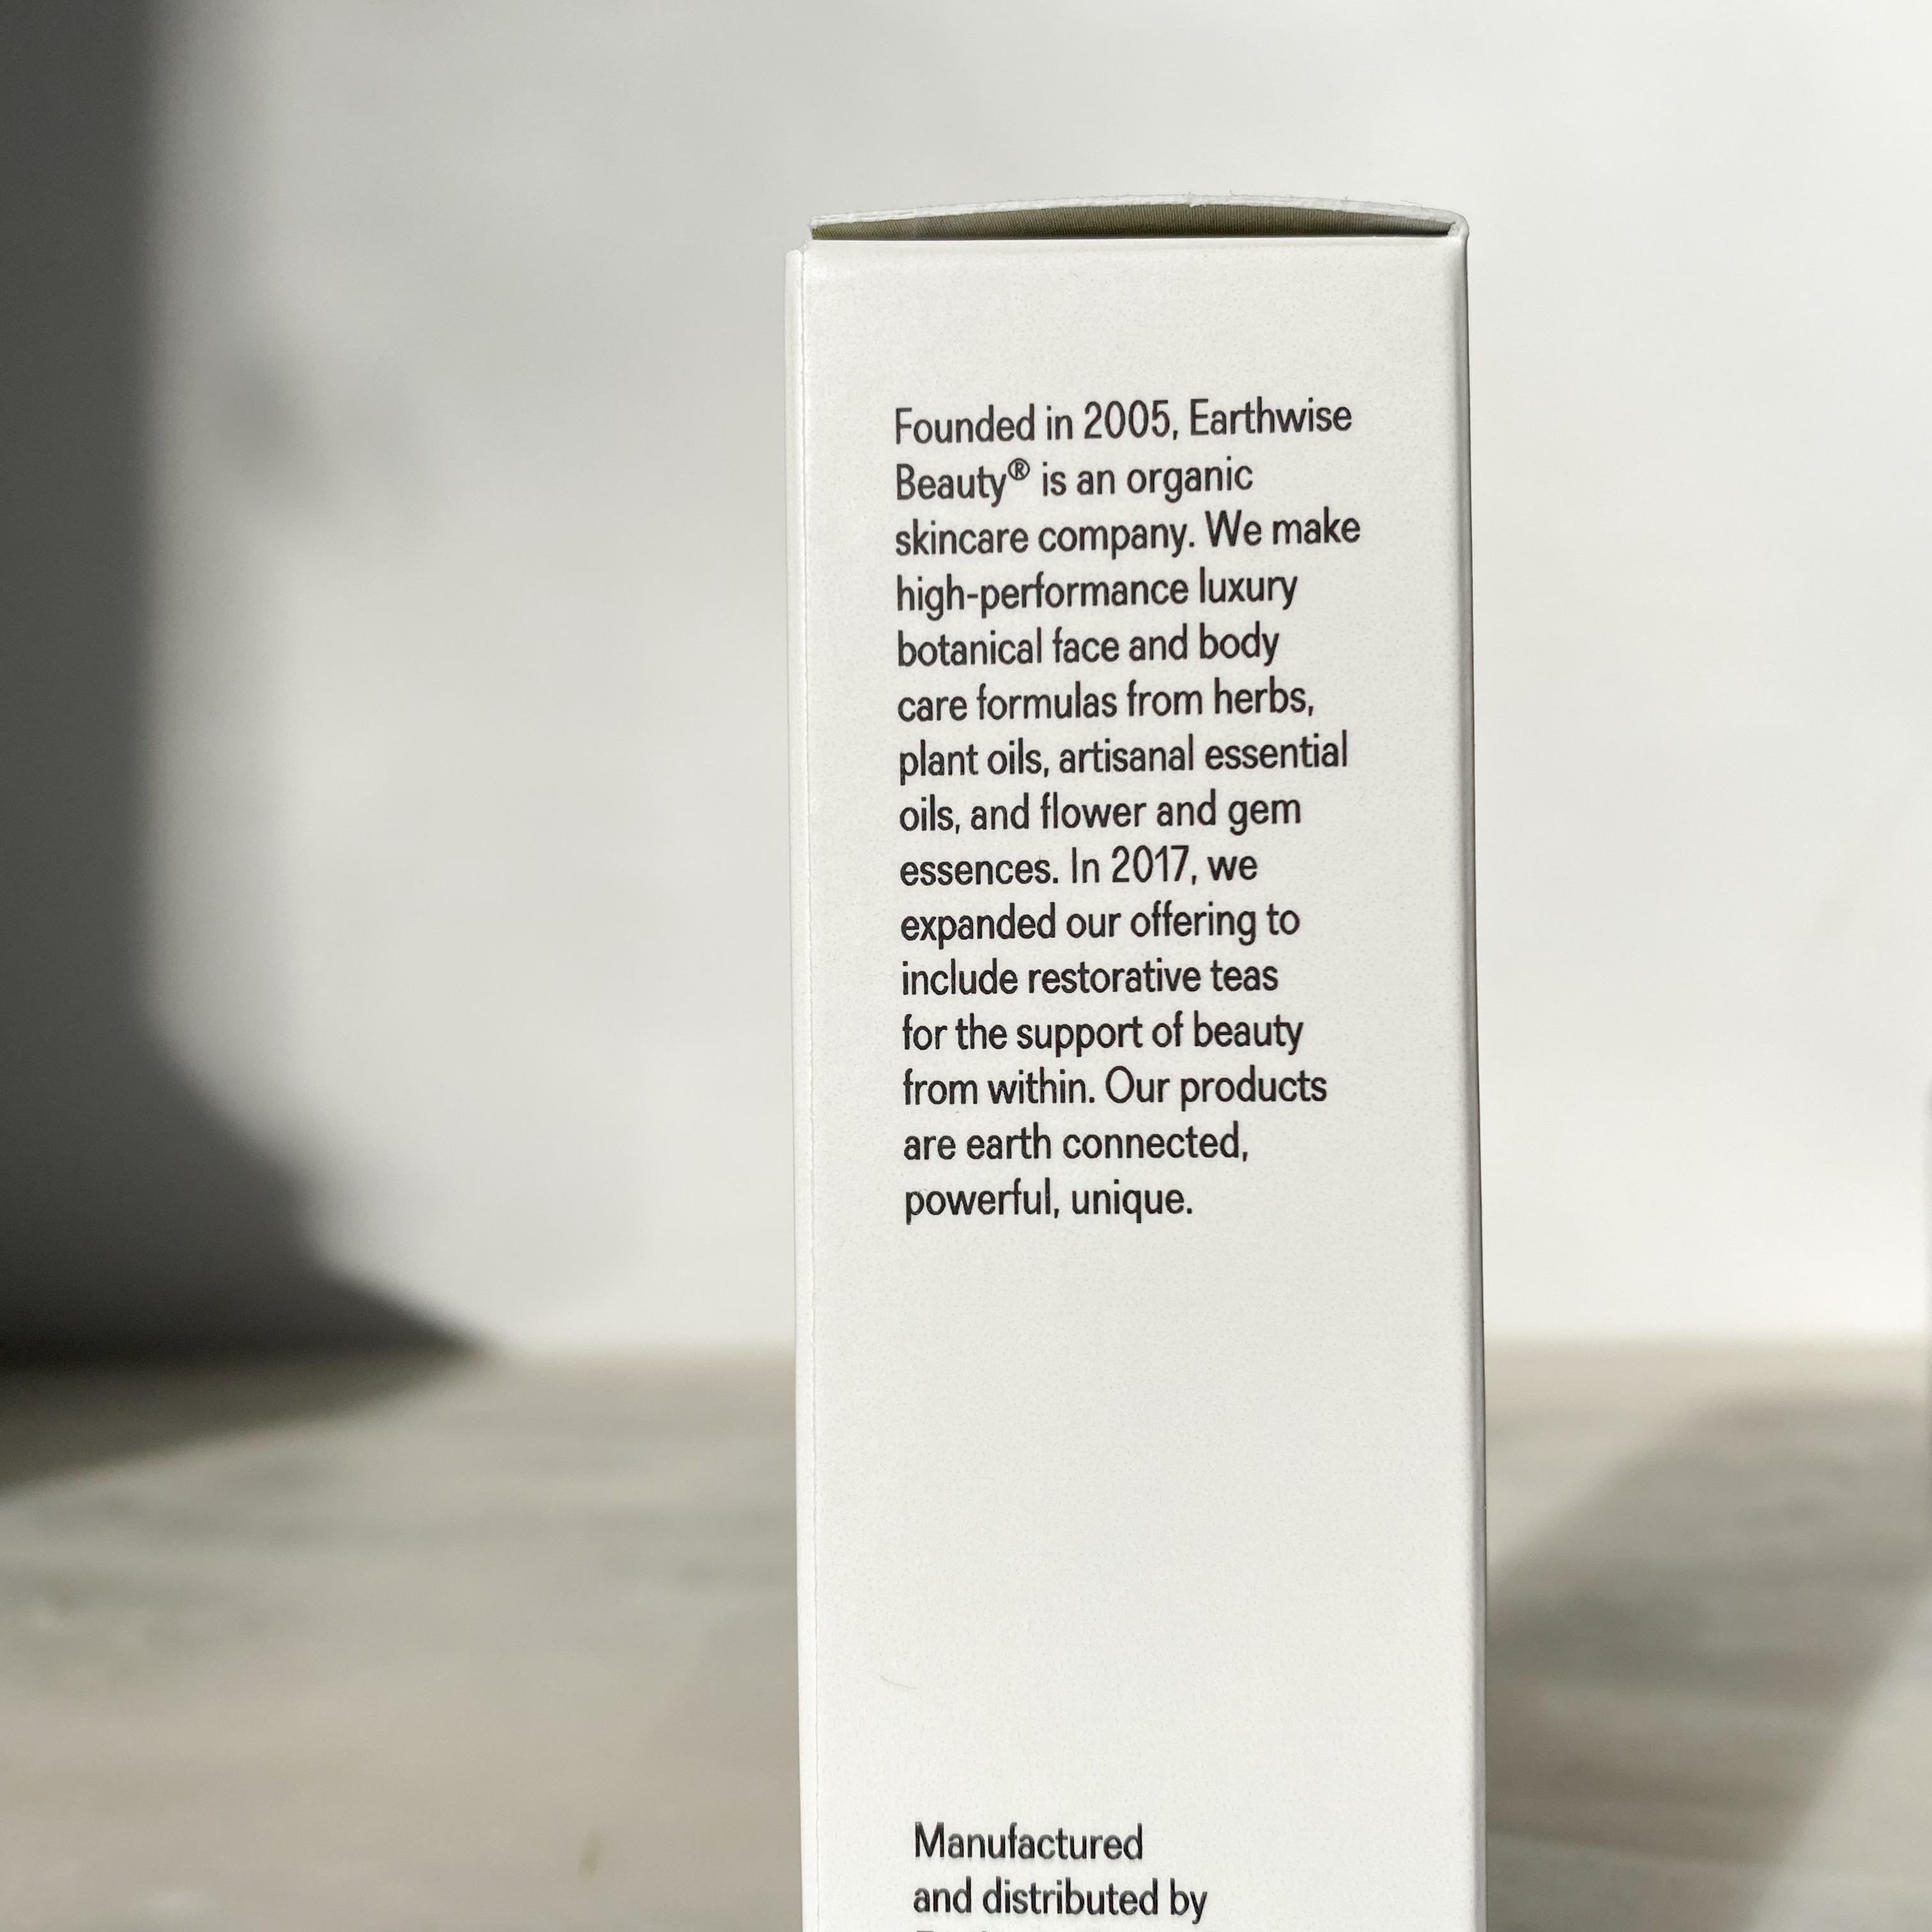 Founded in 2005, Earthwise
Beauty® is an organic
skincare company. We make
high-performance luxury
botanical face and body
care formulas from herbs,
plant oils, artisanal essential
oils, and flower and gem
essences. In 2017, we
expanded our offering to
include restorative teas
for the support of beauty
from within. Our products
are earth connected,
powerful, unique.
Manufactured
and distributed by